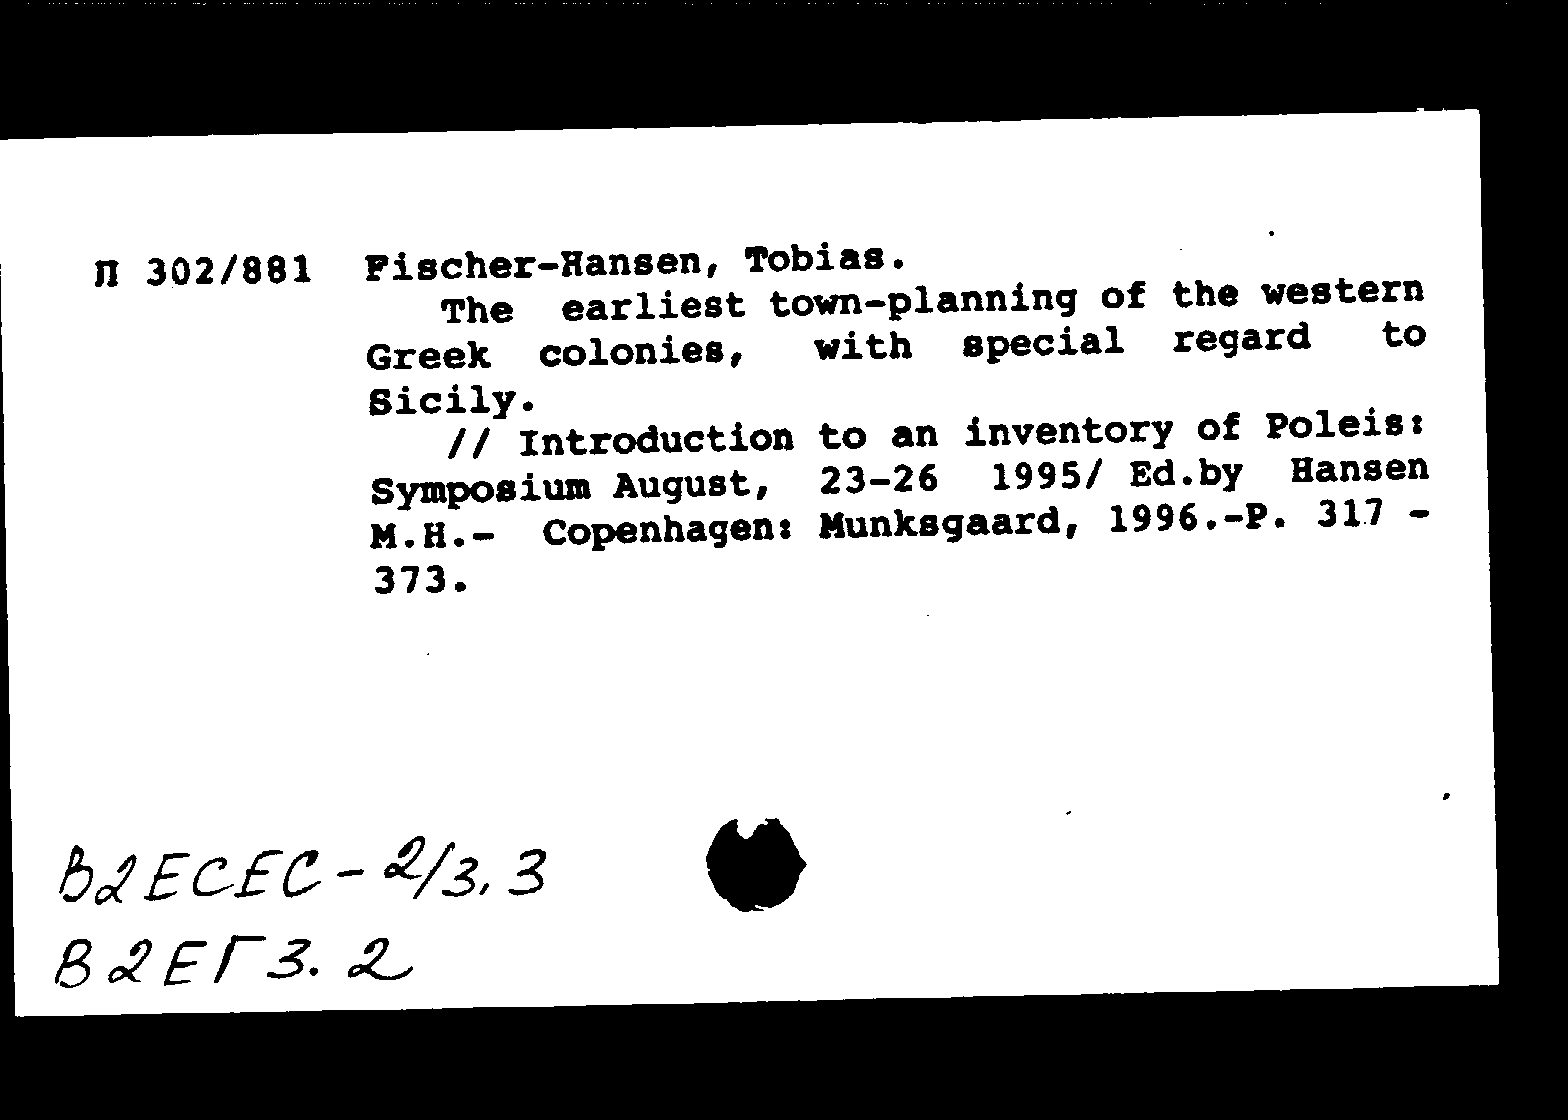 П 302/881 Fischer-Hansen, Tobias.
The earliest town-planning of the western
Greek colonies, with special regard to
Sicily.
// Introduction to an inventory of Poleis:
Symposium August, 23-26 1995/ Ed.by Hansen
M.H.- Copenhagen: Munksgaard, 1996.-P. 317 -
373.
В2ЕСЕС-2/3.3
В2ЕГ3.2